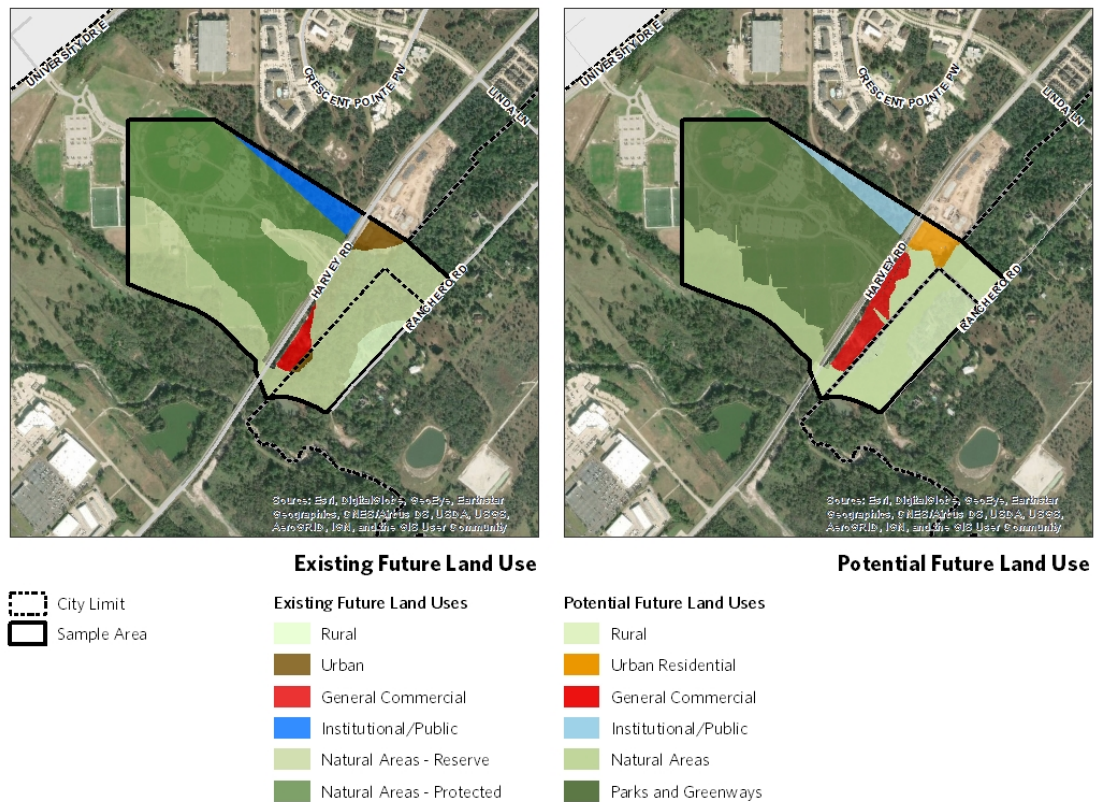 UNIVERSITY DR E
CRESCENT POINTE PW
LINDA LN
HARVEY RD
RANCHERO RD
Source: Esri, DigitalGlobe, GeoEye, Earthstar
Geographics, CNES/Airbus DS, USDA, USGS,
AeroGRID, IGN, and the GIS User Community
UNIVERSITY DR E
CRESCENT POINTE PW
LINDA LN
HARVEY RD
RANCHERO RD
Source: Esri, DigitalGlobe, GeoEye, Earthstar
Geographics, CNES/Airbus DS, USDA, USGS,
AeroGRID, IGN, and the GIS User Community
Existing Future Land Use
Potential Future Land Use
City Limit
Sample Area
Existing Future Land Uses
Rural
Urban
General Commercial
Institutional/Public
Natural Areas - Reserve
Natural Areas - Protected
Potential Future Land Uses
Rural
Urban Residential
General Commercial
Institutional/Public
Natural Areas
Parks and Greenways